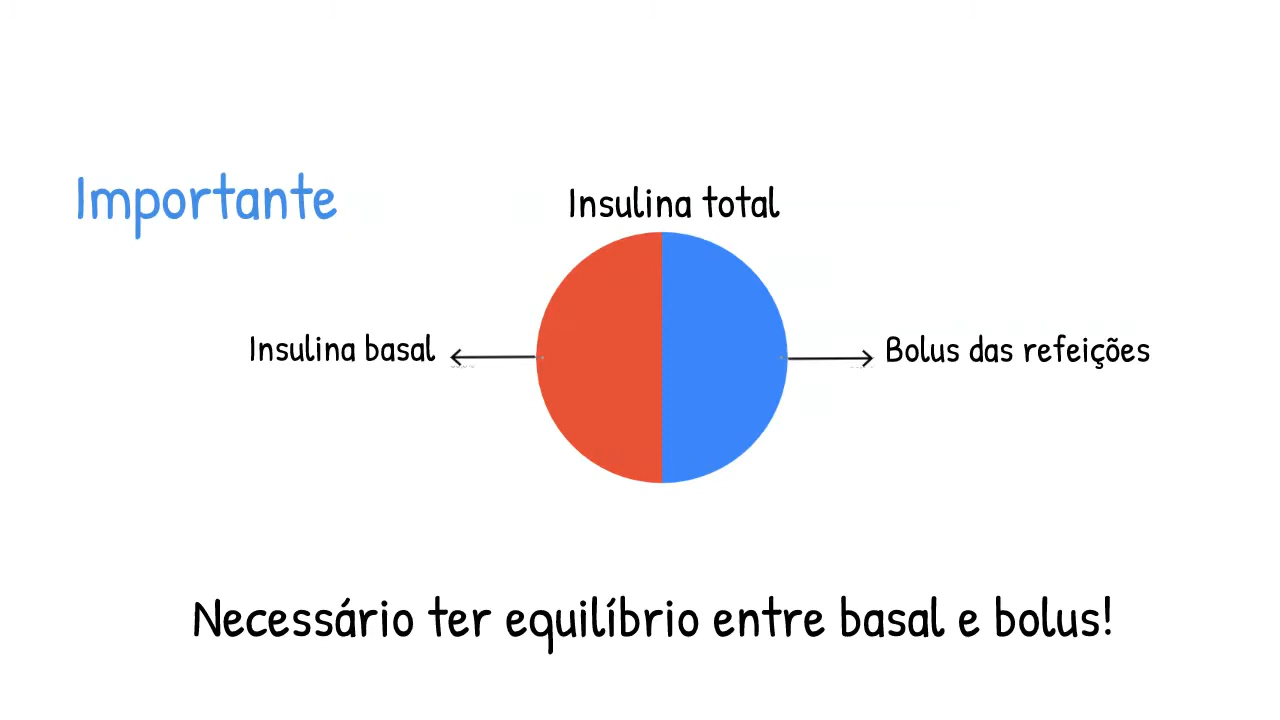 Importante
Insulina total
Insulina basal
Bolus das refeições
Necessário ter equilíbrio entre basal e bolus!